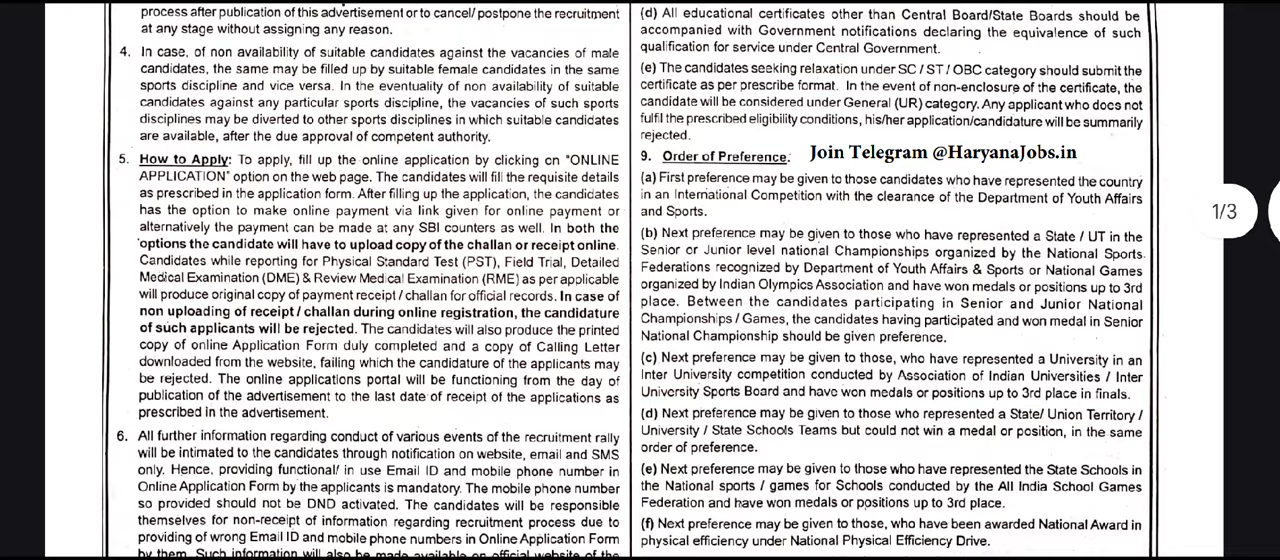 process after publication of this advertisement or to cancel/ postpone the recruitment
at any stage without assigning any reason.
4. In case, of non availability of suitable candidates against the vacancies of male
candidates, the same may be filled up by suitable female candidates in the same
sports discipline and vice versa. In the eventuality of non availability of suitable
candidates against any particular sports discipline, the vacancies of such sports
disciplines may be diverted to other sports disciplines in which suitable candidates
are available, after the due approval of competent authority.
5. How to Apply: To apply, fill up the online application by clicking on "ONLINE
APPLICATION" option on the web page. The candidates will fill the requisite details
as prescribed in the application form. After filling up the application, the candidates
has the option to make online payment via link given for online payment or
alternatively the payment can be made at any SBI counters as well. In both the
options the candidate will have to upload copy of the challan or receipt online.
Candidates while reporting for Physical Standard Test (PST), Field Trial, Detailed
Medical Examination (DME) & Review Medical Examination (RME) as per applicable
will produce original copy of payment receipt / challan for official records. In case of
non uploading of receipt / challan during online registration, the candidature
of such applicants will be rejected. The candidates will also produce the printed
copy of online Application Form duly completed and a copy of Calling Letter
downloaded from the website, failing which the candidature of the applicants may
be rejected. The online applications portal will be functioning from the day of
publication of the advertisement to the last date of receipt of the applications as
prescribed in the advertisement.
6. All further information regarding conduct of various events of the recruitment rally
will be intimated to the candidates through notification on website, email and SMS
only. Hence, providing functional/ in use Email ID and mobile phone number in
Online Application Form by the applicants is mandatory. The mobile phone number
so provided should not be DND activated. The candidates will be responsible
themselves for non-receipt of information regarding recruitment process due to
providing of wrong Email ID and mobile phone numbers in Online Application Form
by them. Such information will also be made available on official website of the
(d) All educational certificates other than Central Board/State Boards should be
accompanied with Government notifications declaring the equivalence of such
qualification for service under Central Government.
(e) The candidates seeking relaxation under SC / ST / OBC category should submit the
certificate as per prescribe format. In the event of non-enclosure of the certificate, the
candidate will be considered under General (UR) category. Any applicant who does not
fulfil the prescribed eligibility conditions, his/her application/candidature will be summarily
rejected.
9. Order of Preference: Join Telegram @HaryanaJobs.in
(a) First preference may be given to those candidates who have represented the country
in an International Competition with the clearance of the Department of Youth Affairs
and Sports.
(b) Next preference may be given to those who have represented a State / UT in the
Senior or Junior level national Championships organized by the National Sports
Federations recognized by Department of Youth Affairs & Sports or National Games
organized by Indian Olympics Association and have won medals or positions up to 3rd
place. Between the candidates participating in Senior and Junior National
Championships / Games, the candidates having participated and won medal in Senior
National Championship should be given preference.
(c) Next preference may be given to those, who have represented a University in an
Inter University competition conducted by Association of Indian Universities / Inter
University Sports Board and have won medals or positions up to 3rd place in finals.
(d) Next preference may be given to those who represented a State/ Union Territory /
University / State Schools Teams but could not win a medal or position, in the same
order of preference.
(e) Next preference may be given to those who have represented the State Schools in
the National sports / games for Schools conducted by the All India School Games
Federation and have won medals or positions up to 3rd place.
(f) Next preference may be given to those, who have been awarded National Award in
physical efficiency under National Physical Efficiency Drive.
1/3